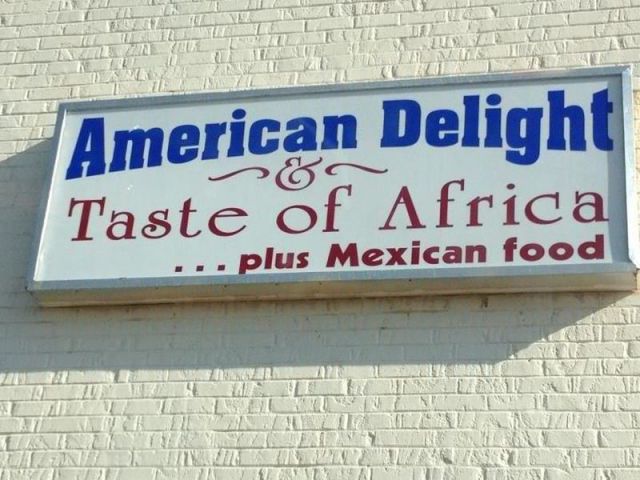 American Delight
&
Taste of Africa
...plus Mexican food